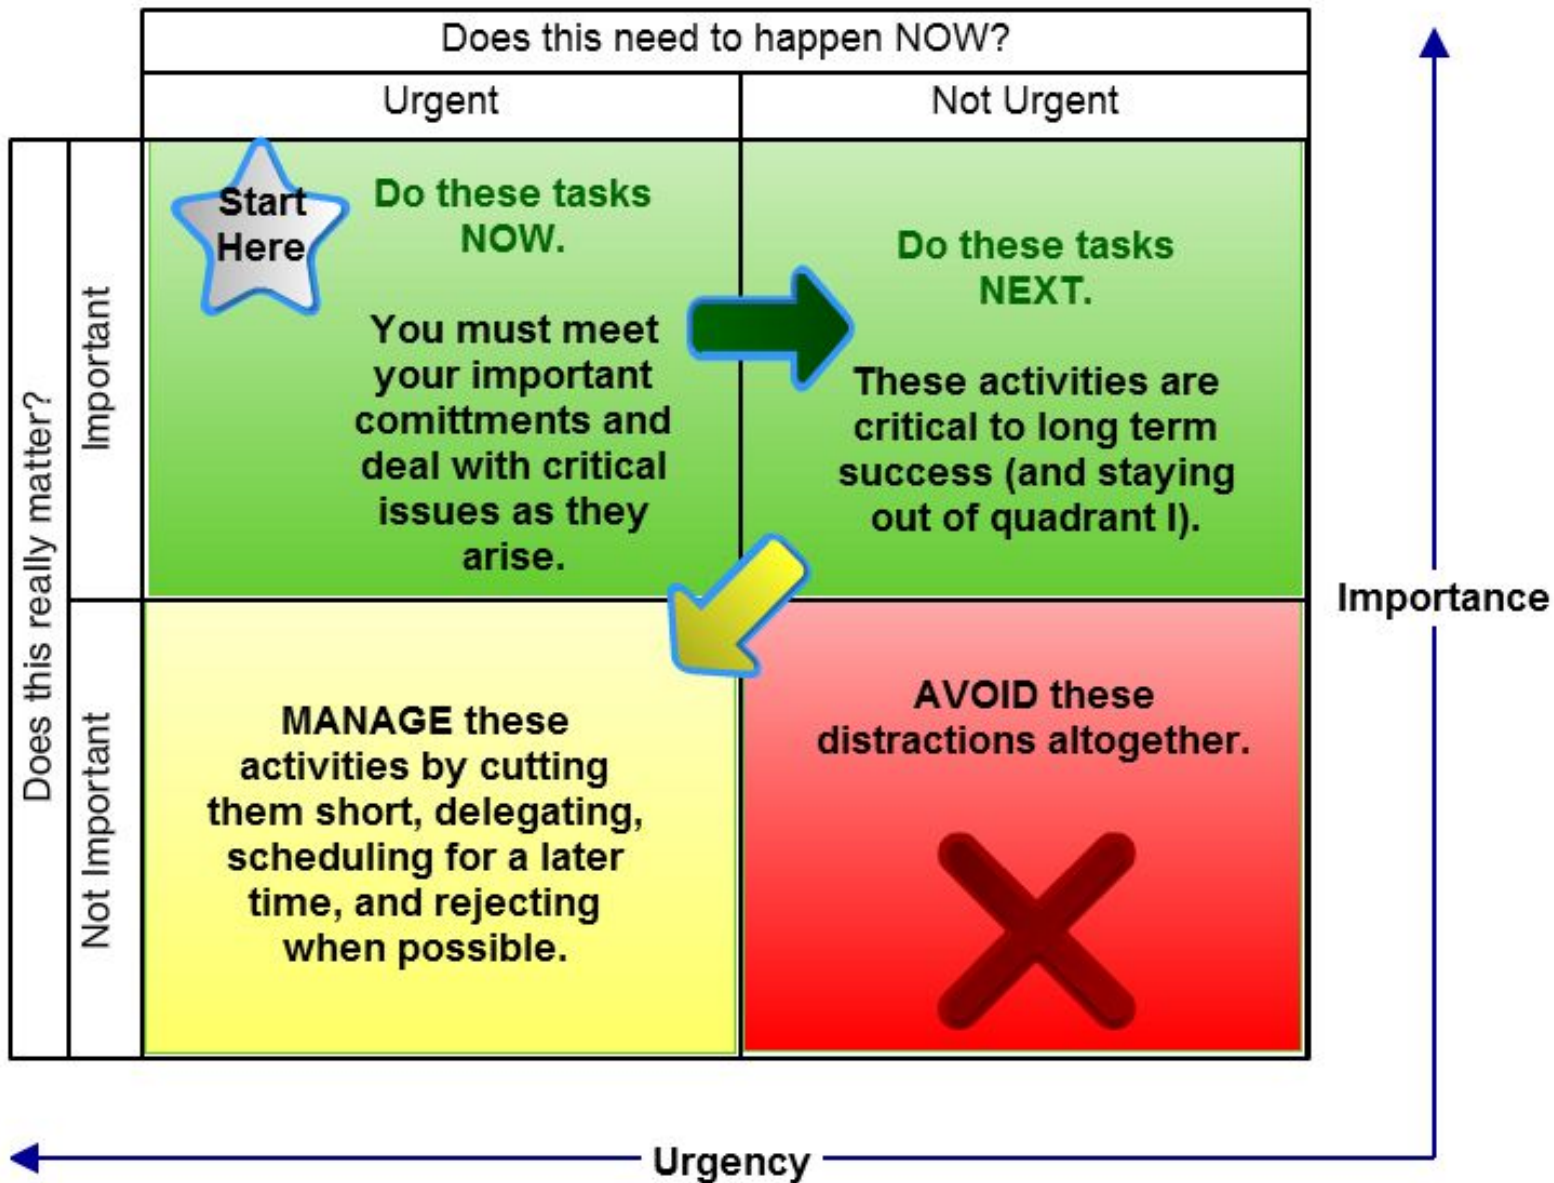 Does this need to happen NOW?
Urgent
Not Urgent
Does this really matter?
Important
Start
Here
Do these tasks
NOW.
You must meet
your important
comittments and
deal with critical
issues as they
arise.
Do these tasks
NEXT.
These activities are
critical to long term
success (and staying
out of quadrant I).
Not Important
MANAGE these
activities by cutting
them short, delegating,
scheduling for a later
time, and rejecting
when possible.
AVOID these
distractions altogether.
Importance
Urgency